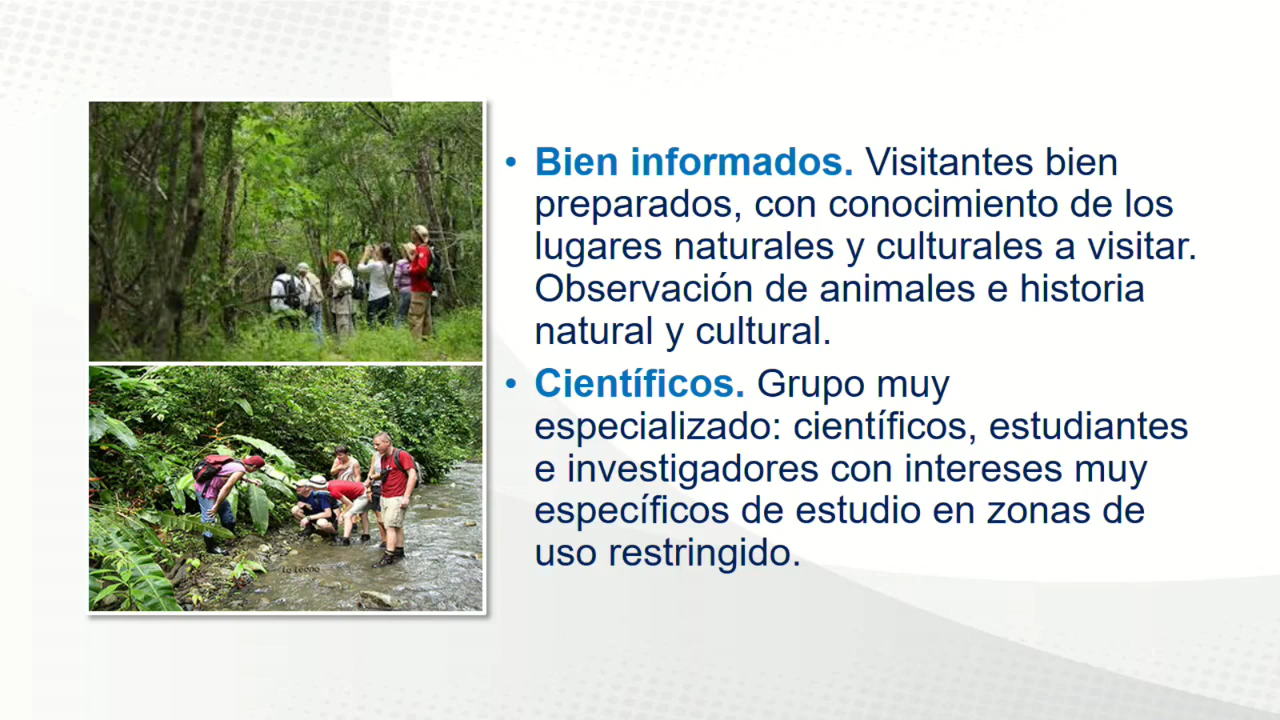 • Bien informados. Visitantes bien
preparados, con conocimiento de los
lugares naturales y culturales a visitar.
Observación de animales e historia
natural y cultural.
• Científicos. Grupo muy
especializado: científicos, estudiantes
e investigadores con intereses muy
específicos de estudio en zonas de
uso restringido.